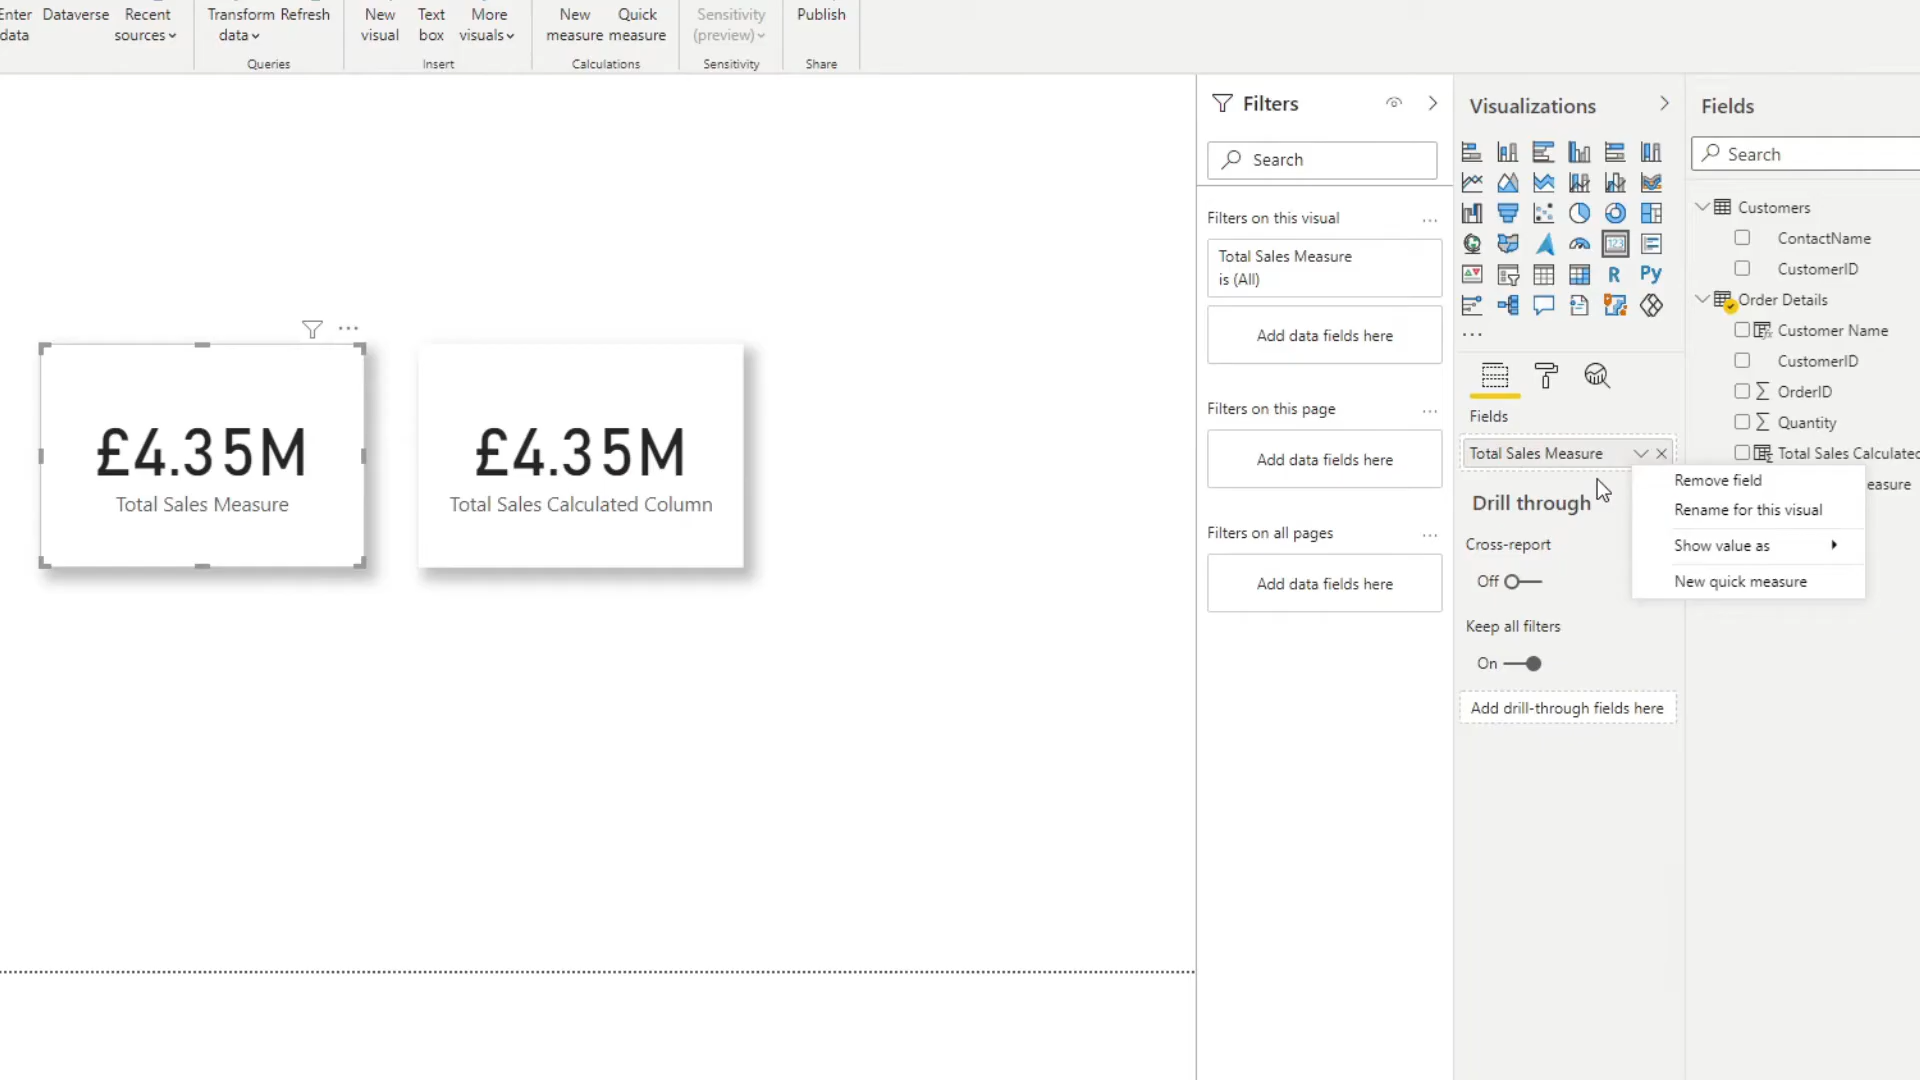 Enter
data
Dataverse
Recent
sources
Transform
data
Refresh
Queries
New
visual
Text
box
More
visuals
Insert
New
measure
Quick
measure
Calculations
Sensitivity
(preview)
Sensitivity
Publish
Share
£4.35M
Total Sales Measure
£4.35M
Total Sales Calculated Column
Filters
Search
Filters on this visual
Total Sales Measure
is (All)
Add data fields here
Filters on this page
Add data fields here
Filters on all pages
Add data fields here
Visualizations
123
R
Py
Fields
Total Sales Measure
Drill through
Cross-report
Off
Keep all filters
On
Add drill-through fields here
Remove field
Rename for this visual
Show value as
New quick measure
Fields
Search
Customers
ContactName
CustomerID
Order Details
Customer Name
CustomerID
OrderID
Quantity
Total Sales Calculated
easure